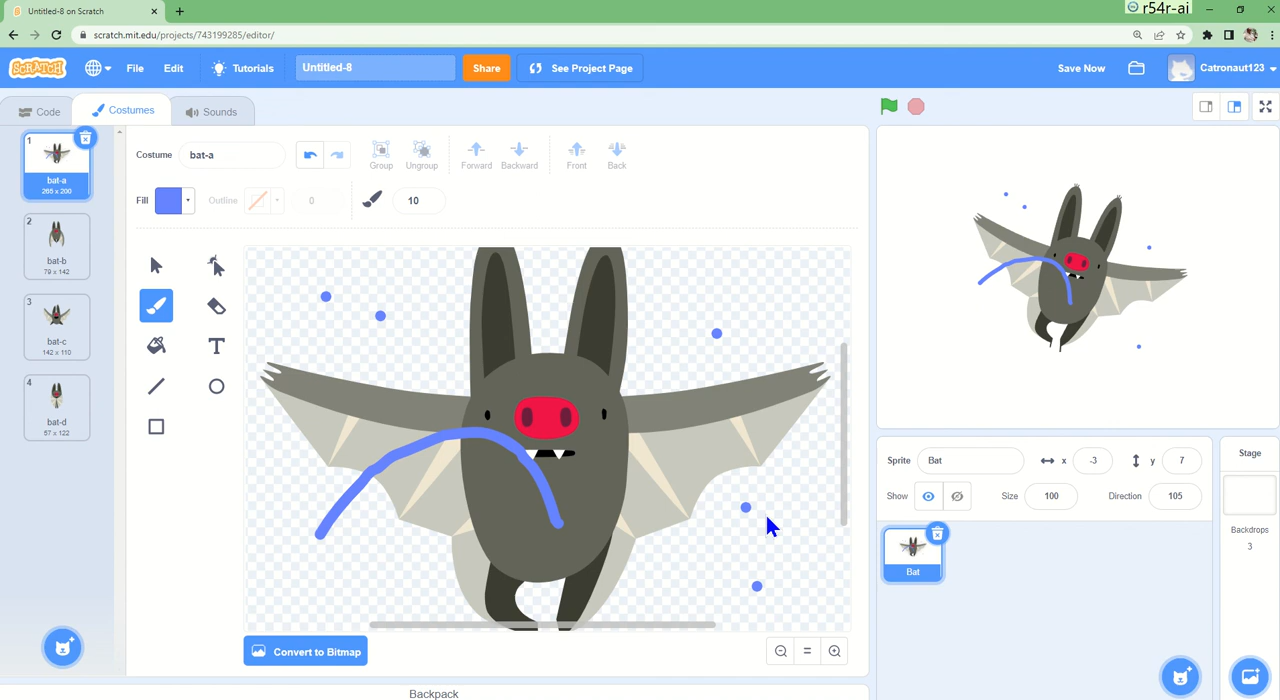 Untitled-8 on Scratch
r54r-ai
scratch.mit.edu/projects/743199285/editor/
SCRATCH File Edit Tutorials Untitled-8 Share See Project Page Save Now Catronaut123
Code Costumes Sounds
1
bat-a
265 x 200
2
bat-b
79 x 142
3
bat-c
142 x 110
4
bat-d
57 x 122
Costume bat-a Group Ungroup Forward Backward Front Back
Fill Outline 0 10
T
Convert to Bitmap
Backpack
Sprite Bat x -3 y 7
Show Size 100 Direction 105
Bat
Stage
Backdrops
3